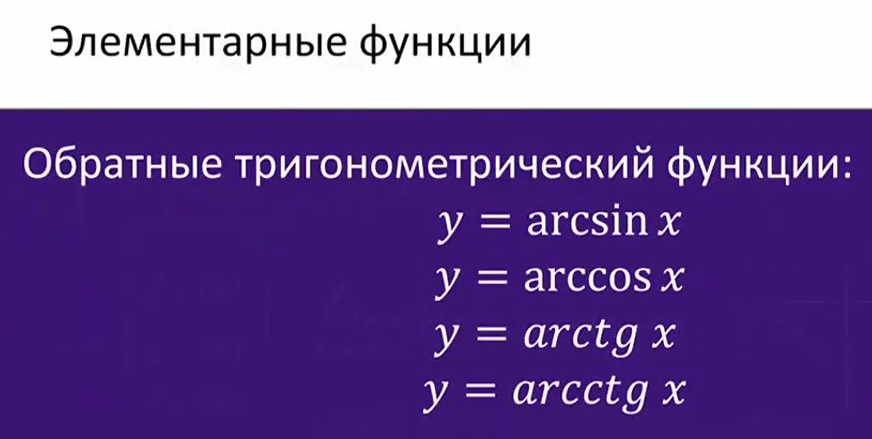 Элементарные функции
Обратные тригонометрический функции:
y = arcsin x
y = arccos x
y = arctg x
y = arcctg x